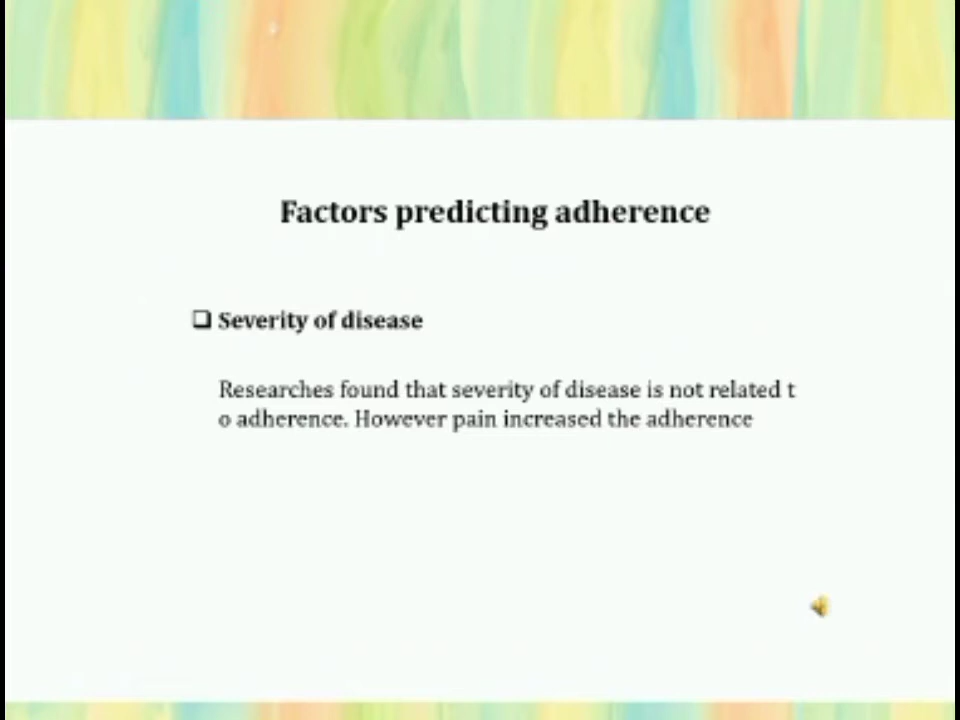 Factors predicting adherence
❑ Severity of disease
Researches found that severity of disease is not related t
o adherence. However pain increased the adherence